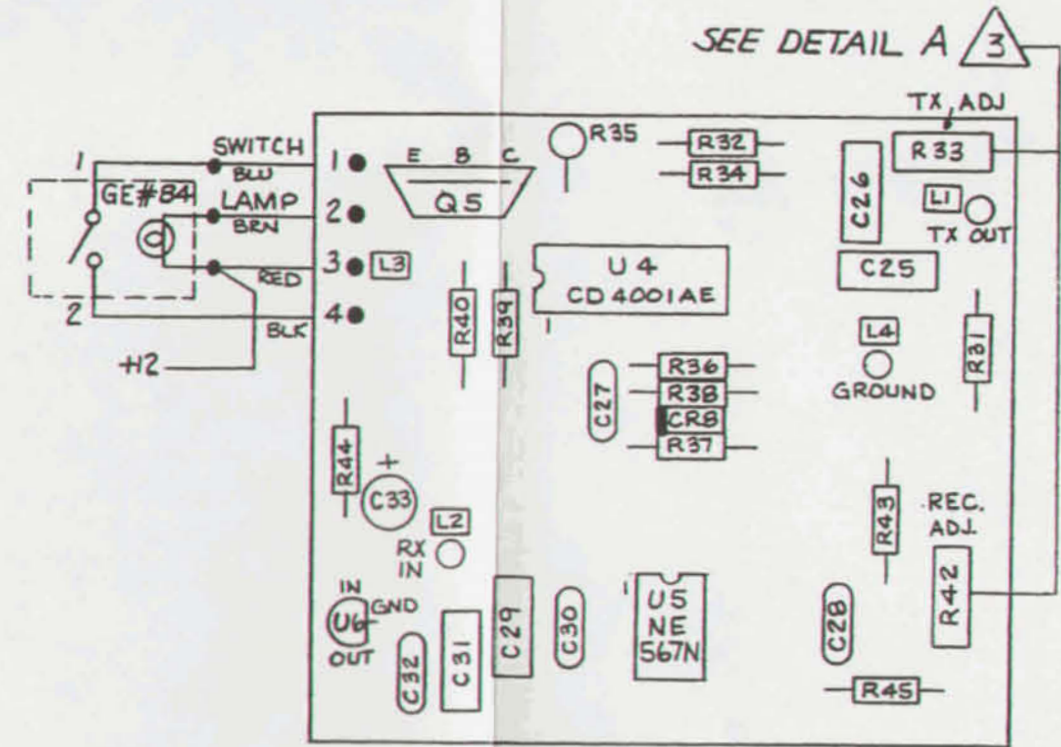 SEE DETAIL A 3
TX ADJ
1
SWITCH
BLU
1
E B C
Q5
R35
R32
R34
C26
R33
L1
TX OUT
GE#84
LAMP
BRN
2
RED
3
L3
U4
CD4001AE
1
C25
2
BLK
4
R40
R39
L4
GROUND
R31
+12
C27
R36
R38
CR8
R37
R44
+
C33
L2
RX
IN
R43
REC.
ADJ.
R42
IN
U6
GND
OUT
C32
C31
C29
C30
1
U5
NE
567N
C28
R45